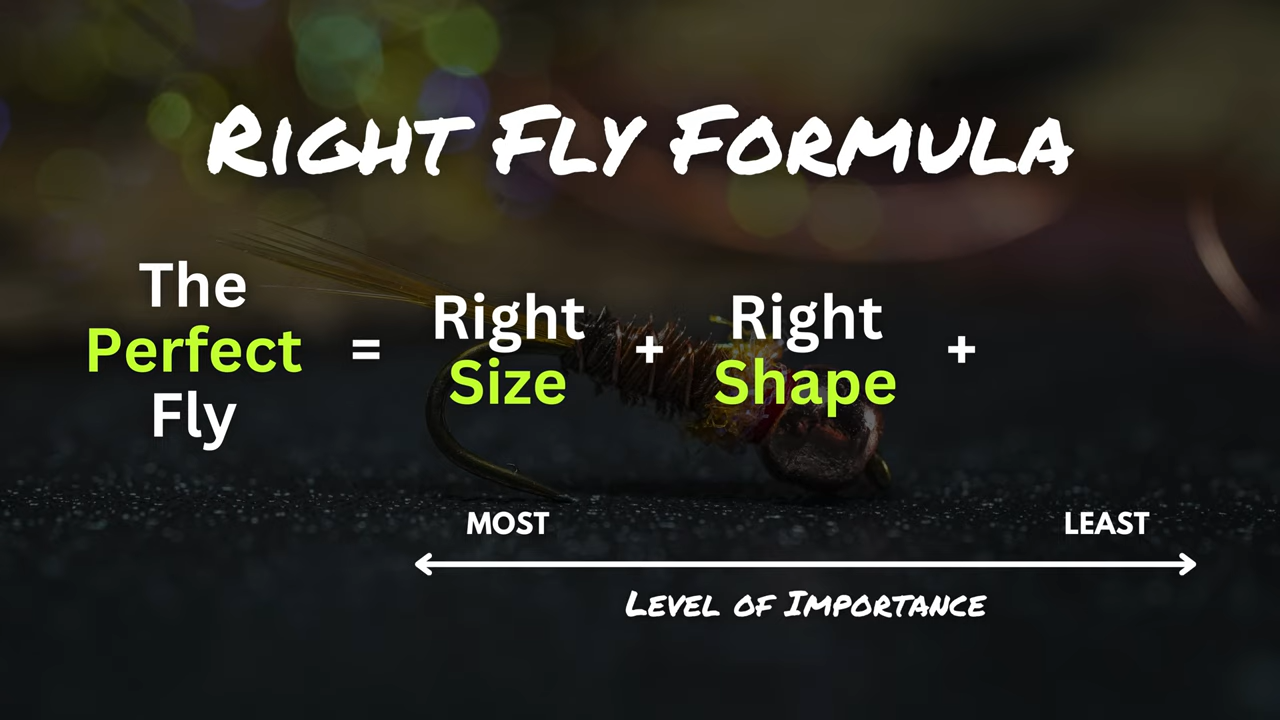 Right Fly Formula
The
Perfect
Fly
=
Right
Size
+
Right
Shape
+
MOST
LEAST
Level of Importance